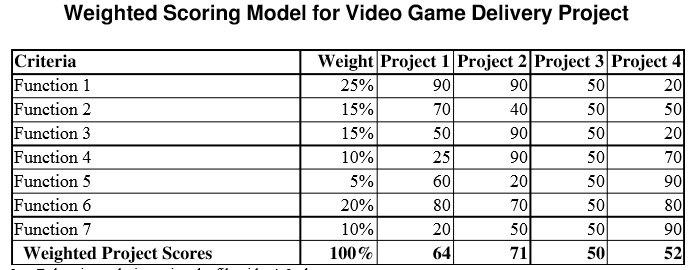 Weighted Scoring Model for Video Game Delivery Project
Criteria Weight Project 1 Project 2 Project 3 Project 4
Function 1 25% 90 90 50 20
Function 2 15% 70 40 50 50
Function 3 15% 50 90 50 20
Function 4 10% 25 90 50 70
Function 5 5% 60 20 50 90
Function 6 20% 80 70 50 80
Function 7 10% 20 50 50 90
Weighted Project Scores 100% 64 71 50 52